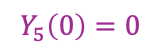 Y₅(0) = 0